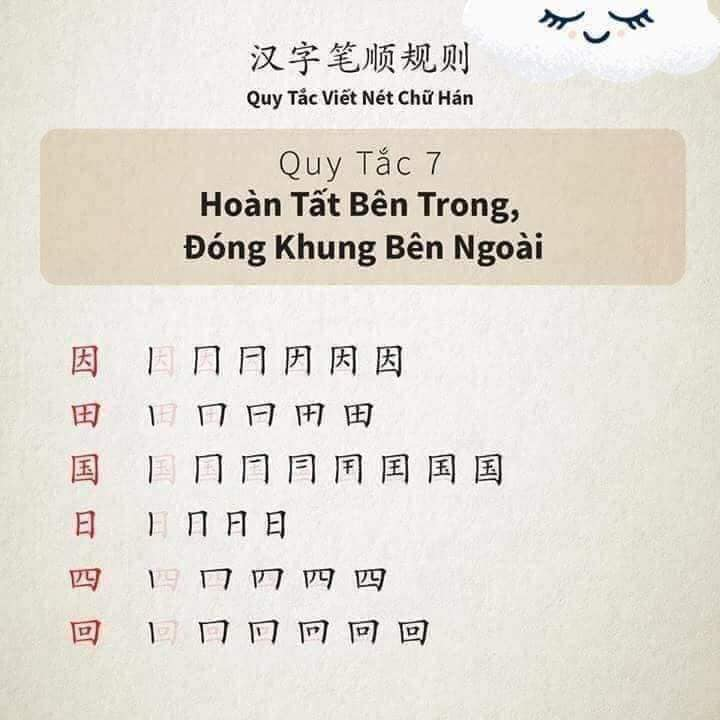 汉字笔顺规则
Quy Tắc Viết Nét Chữ Hán
Quy Tắc 7
Hoàn Tất Bên Trong,
Đóng Khung Bên Ngoài
因
田
国
日
四
回